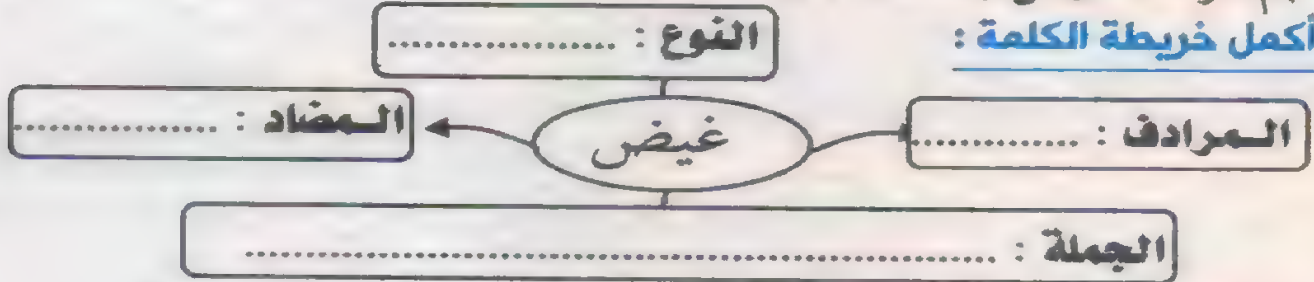 أكمل خريطة الكلمة :
النوع : ..................
المرادف : .............
غيض
المضاد : ................
الجملة : ..........................................................